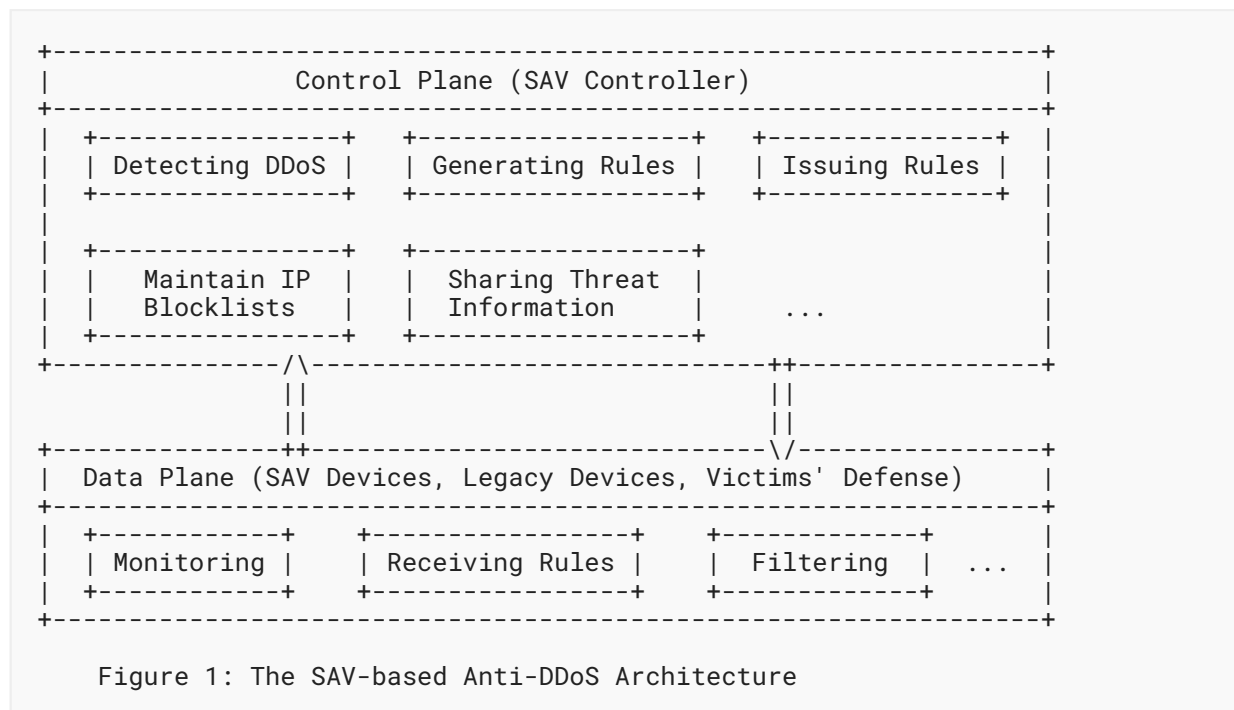 +-----------------------------------------------------------------+
|                Control Plane (SAV Controller)                   |
+-----------------------------------------------------------------+
|  +----------------+   +-------------------+   +---------------+  |
|  | Detecting DDoS |   | Generating Rules |   | Issuing Rules |  |
|  +----------------+   +-------------------+   +---------------+  |
|                                                                 |
|  +----------------+   +------------------+                      |
|  |   Maintain IP  |   |  Sharing Threat  |                      |
|  |   Blocklists   |   |  Information     |     ...              |
|  +----------------+   +------------------+                      |
+---------------/\------------------------------++----------------+
                ||                              ||
                ||                              ||
+---------------++------------------------------\/----------------+
|  Data Plane (SAV Devices, Legacy Devices, Victims' Defense)     |
+-----------------------------------------------------------------+
|  +------------+    +-----------------+    +-------------+       |
|  | Monitoring |    | Receiving Rules |    |  Filtering  |  ...  |
|  +------------+    +-----------------+    +-------------+       |
+-----------------------------------------------------------------+
Figure 1: The SAV-based Anti-DDoS Architecture